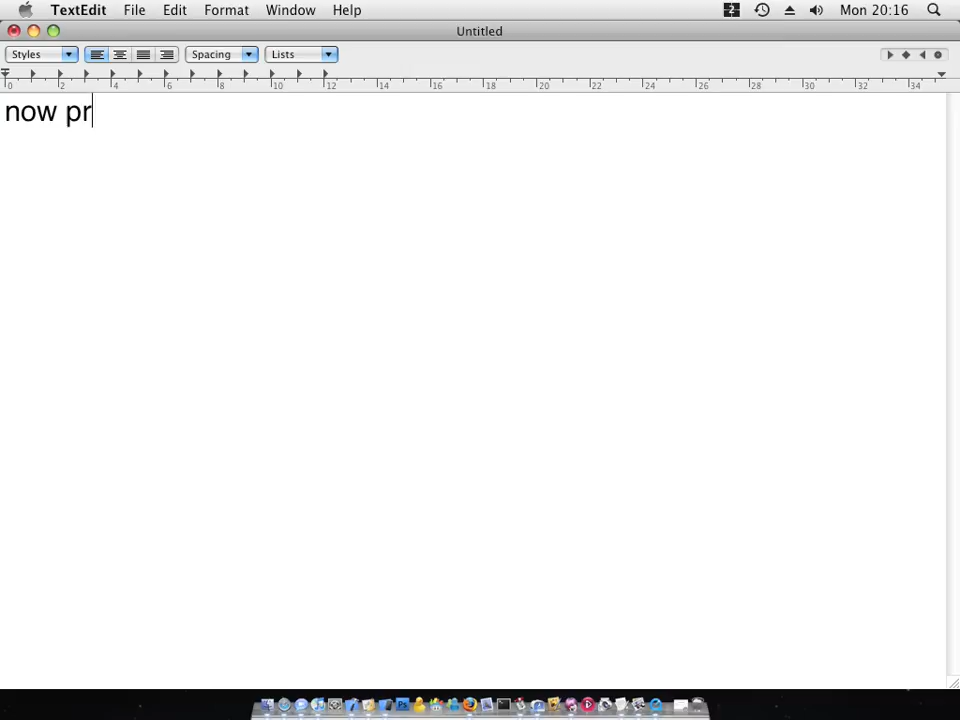 TextEdit File Edit Format Window Help 2 Mon 20:16
Untitled
Styles Spacing Lists
0 2 4 6 8 10 12 14 16 18 20 22 24 26 28 30 32 34
now pr